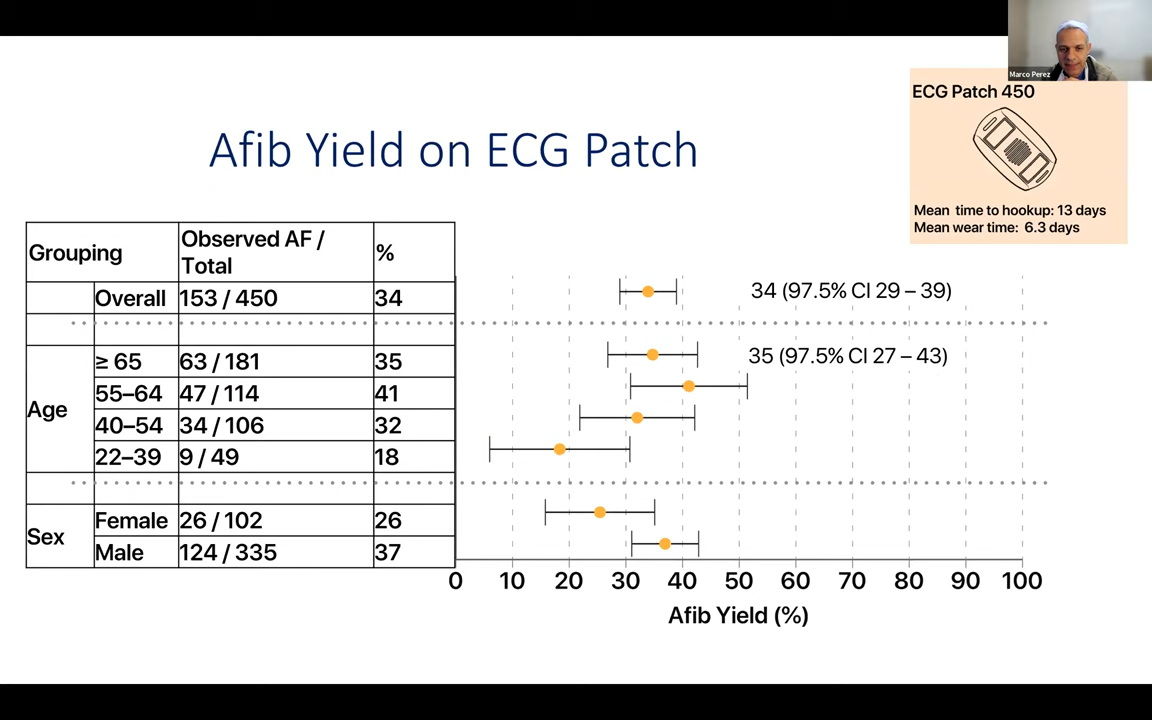 Marco Perez
ECG Patch 450
Mean time to hookup: 13 days
Mean wear time: 6.3 days
Afib Yield on ECG Patch
Grouping Observed AF / Total %
Overall 153 / 450 34
Age
≥ 65 63 / 181 35
55–64 47 / 114 41
40–54 34 / 106 32
22–39 9 / 49 18
Sex
Female 26 / 102 26
Male 124 / 335 37
34 (97.5% CI 29 – 39)
35 (97.5% CI 27 – 43)
0 10 20 30 40 50 60 70 80 90 100
Afib Yield (%)